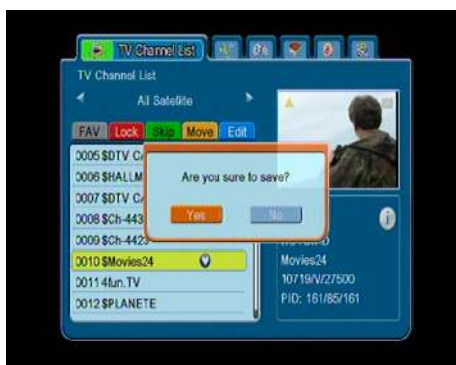 TV Channel List
TV Channel List
All Satellite
FAV Lock Skip Move Edit
0005 $DTV
0006 $HALLM
0007 $DTV
0008 $Ch-443
0009 $Ch-4423
0010 $Movies24
0011 4fun.TV
0012 $PLANETE
Are you sure to save?
Yes No
Movies24
10719/V/27500
PID: 161/85/161